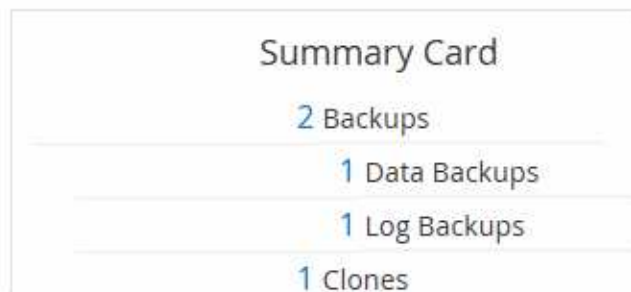 Summary Card
2 Backups
1 Data Backups
1 Log Backups
1 Clones